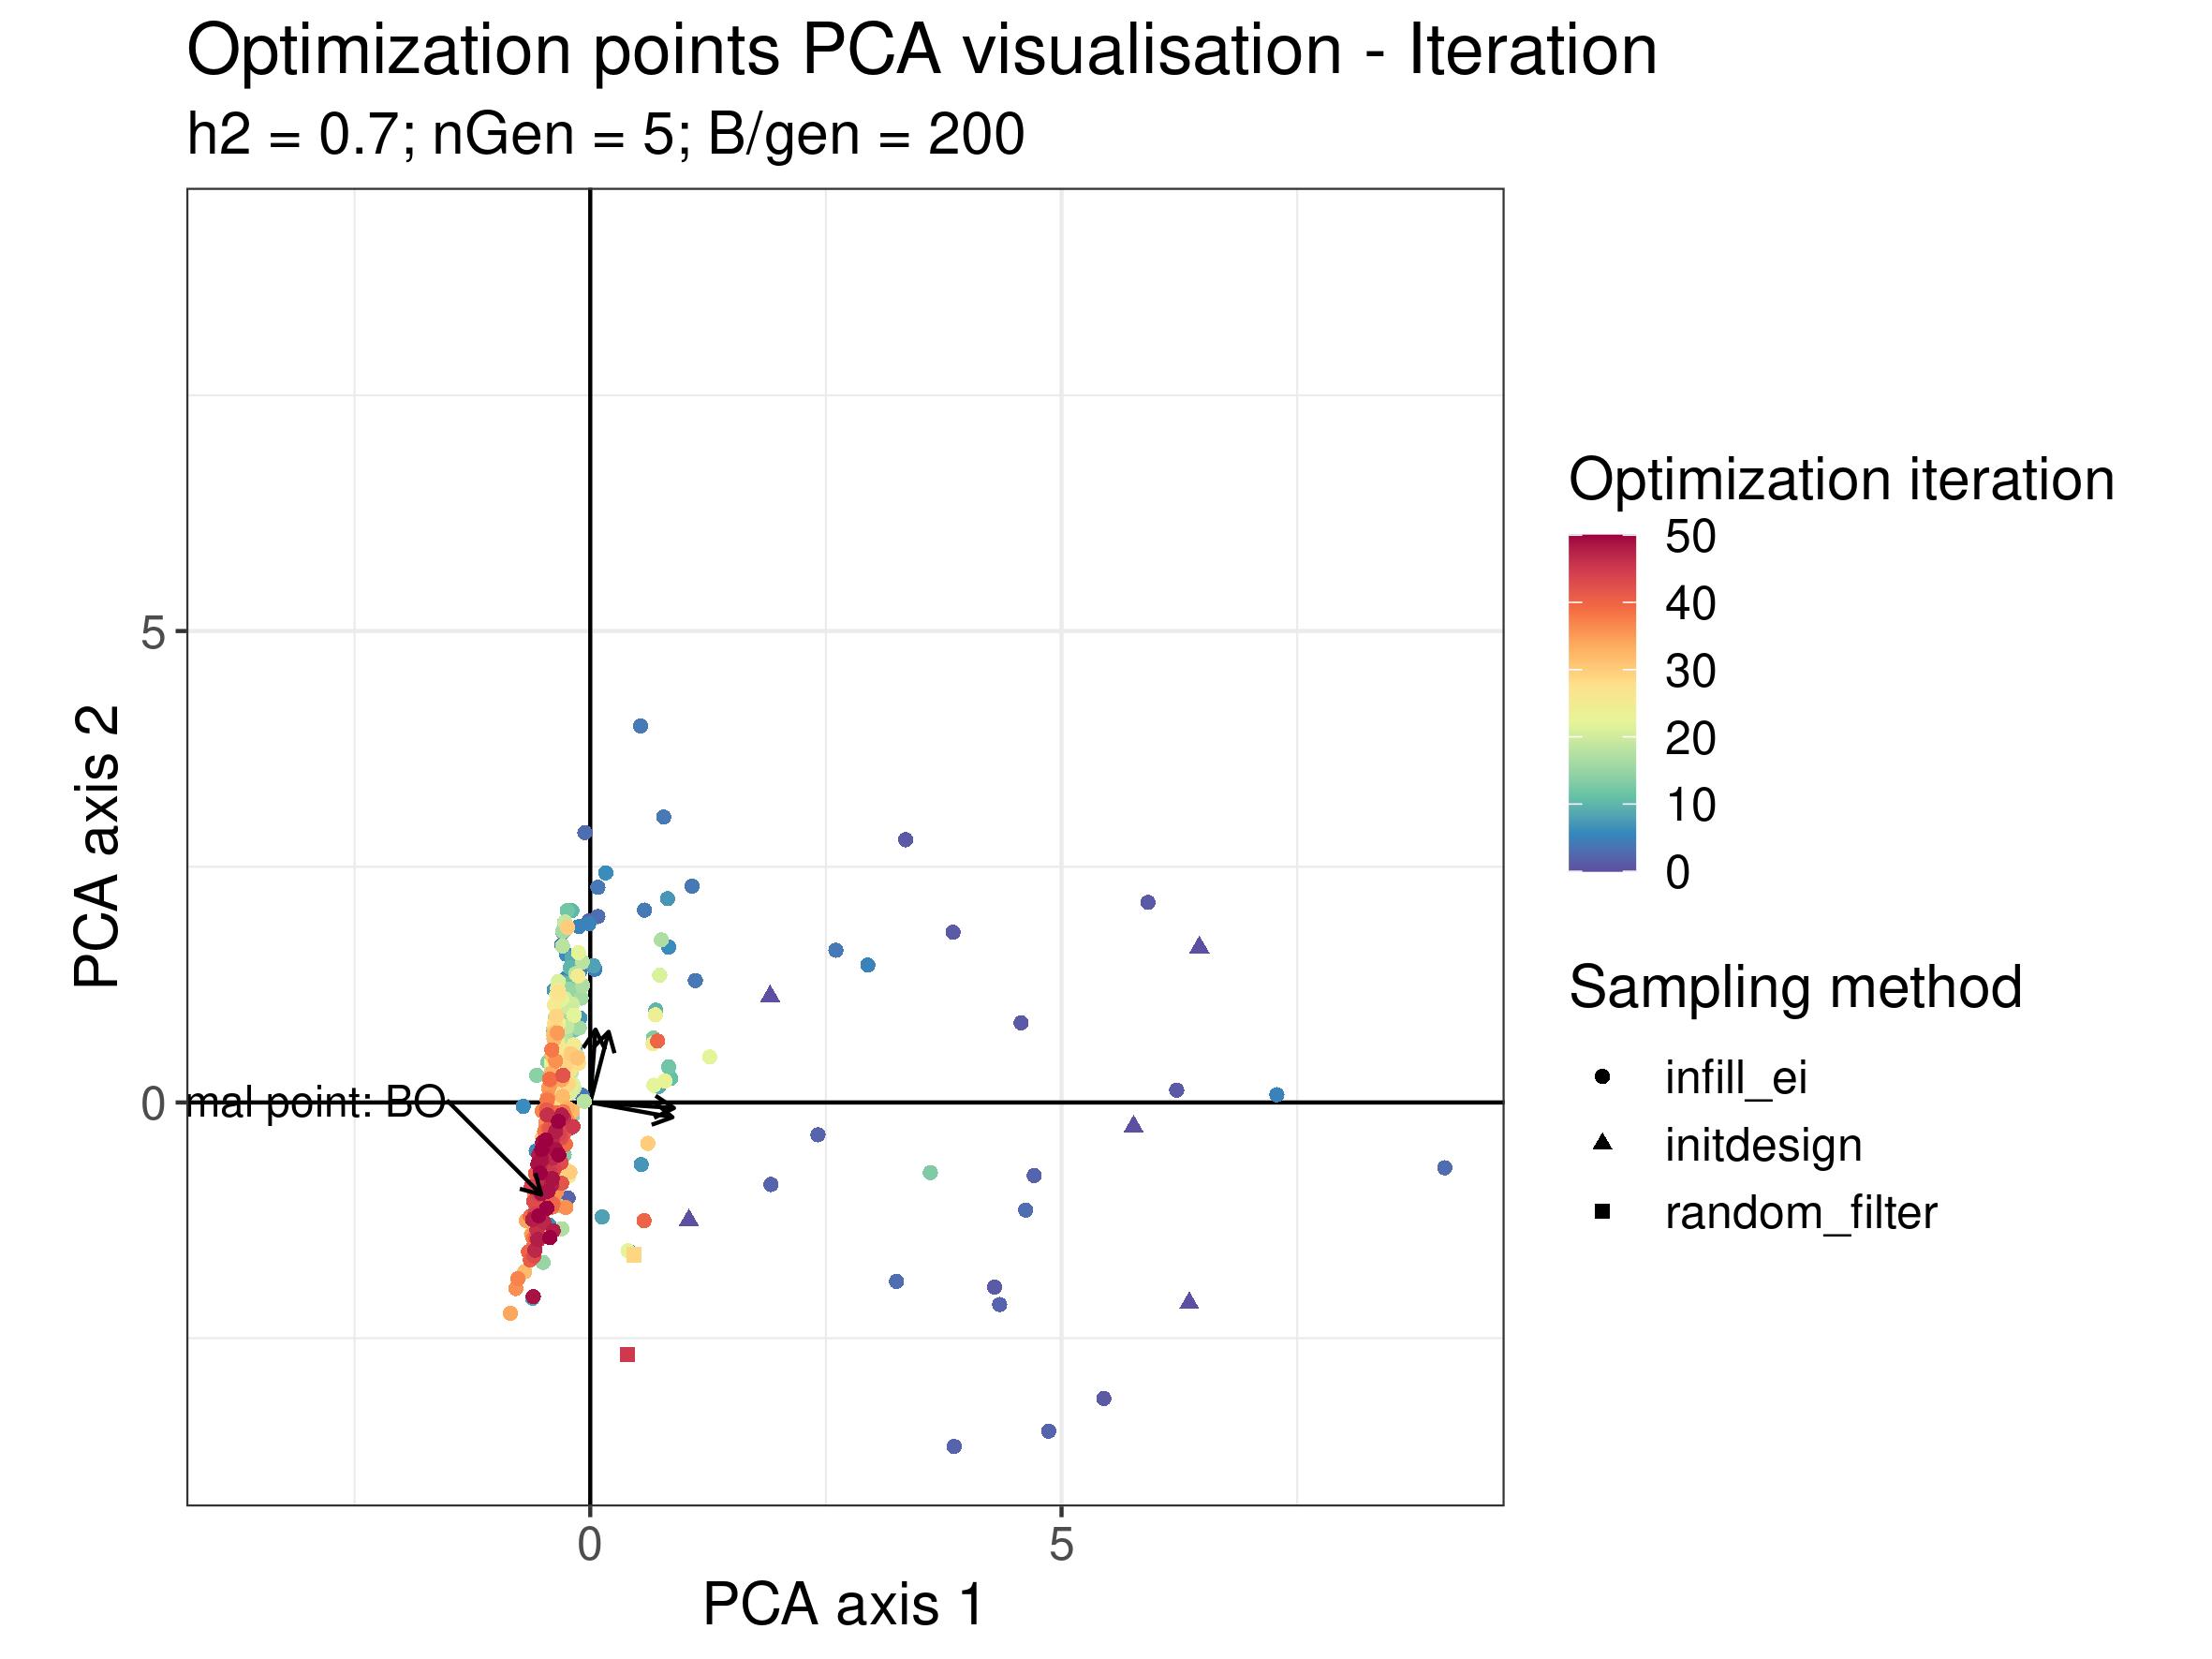 Optimization points PCA visualisation - Iteration
h2 = 0.7; nGen = 5; B/gen = 200
PCA axis 2
5
0
mal point: BO
0
5
PCA axis 1
Optimization iteration
50
40
30
20
10
0
Sampling method
infill_ei
initdesign
random_filter